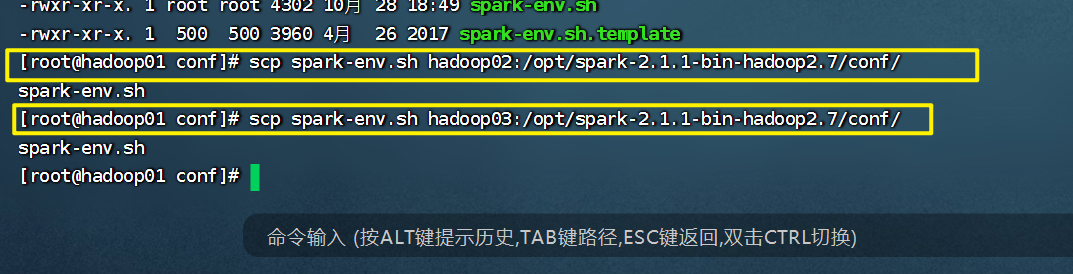 -rwxr-xr-x. 1 root root 4302 10月 28 18:49 spark-env.sh
-rwxr-xr-x. 1  500  500 3960 4月  26 2017 spark-env.sh.template
[root@hadoop01 conf]# scp spark-env.sh hadoop02:/opt/spark-2.1.1-bin-hadoop2.7/conf/
spark-env.sh
[root@hadoop01 conf]# scp spark-env.sh hadoop03:/opt/spark-2.1.1-bin-hadoop2.7/conf/
spark-env.sh
[root@hadoop01 conf]#
命令输入 (按ALT键提示历史,TAB键路径,ESC键返回,双击CTRL切换)